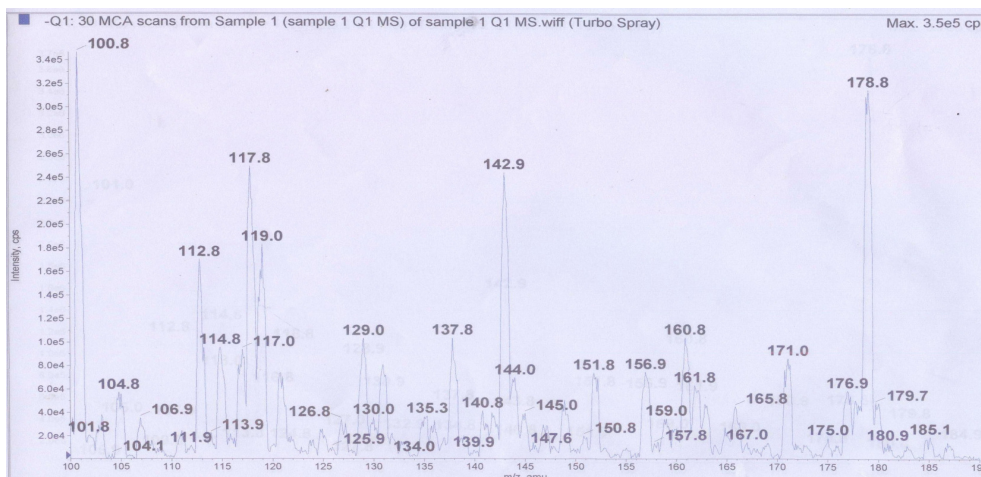 -Q1: 30 MCA scans from Sample 1 (sample 1 Q1 MS) of sample 1 Q1 MS.wiff (Turbo Spray) Max. 3.5e5 cp
100.8
3.4e5
178.8
3.2e5
3.0e5
2.8e5
2.6e5
117.8
142.9
2.4e5
2.2e5
2.0e5
119.0
1.8e5
112.8
1.6e5
1.4e5
1.2e5
129.0 137.8 160.8
1.0e5
114.8 117.0
151.8 156.9 171.0
8.0e4
144.0 161.8
104.8 176.9
6.0e4
106.9 126.8 130.0 135.3 140.8 145.0 159.0 165.8 179.7
4.0e4
101.8 113.9 150.8 175.0 185.1
2.0e4
104.1 111.9 125.9 134.0 139.9 147.6 157.8 167.0 180.9
100 105 110 115 120 125 130 135 140 145 150 155 160 165 170 175 180 185 190
m/z, amu
Intensity, cps